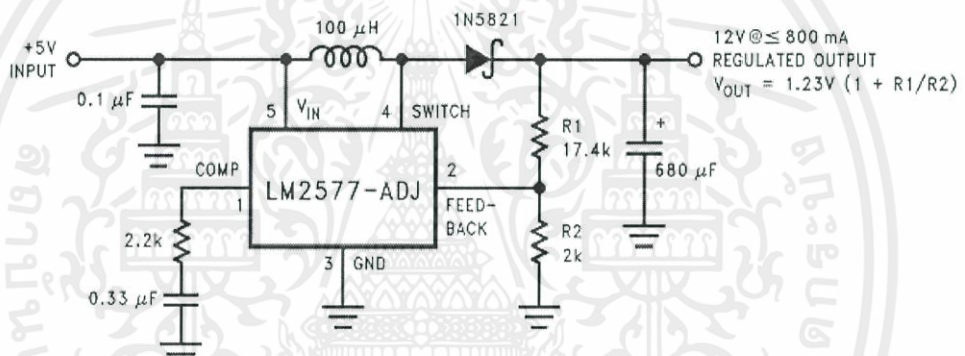 +5V
INPUT
0.1 μF
100 μH
1N5821
12V @ ≤ 800 mA
REGULATED OUTPUT
VOUT = 1.23V (1 + R1/R2)
5
VIN
4
SWITCH
COMP
1
LM2577-ADJ
2
FEED-
BACK
3
GND
R1
17.4k
+
680 μF
R2
2k
2.2k
0.33 μF